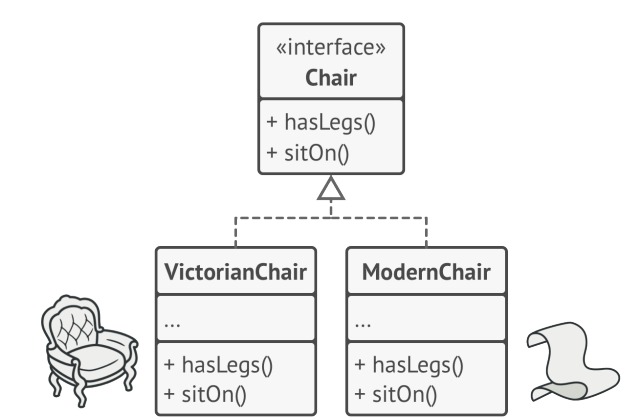 «interface»
Chair
+ hasLegs()
+ sitOn()
VictorianChair
...
+ hasLegs()
+ sitOn()
ModernChair
...
+ hasLegs()
+ sitOn()